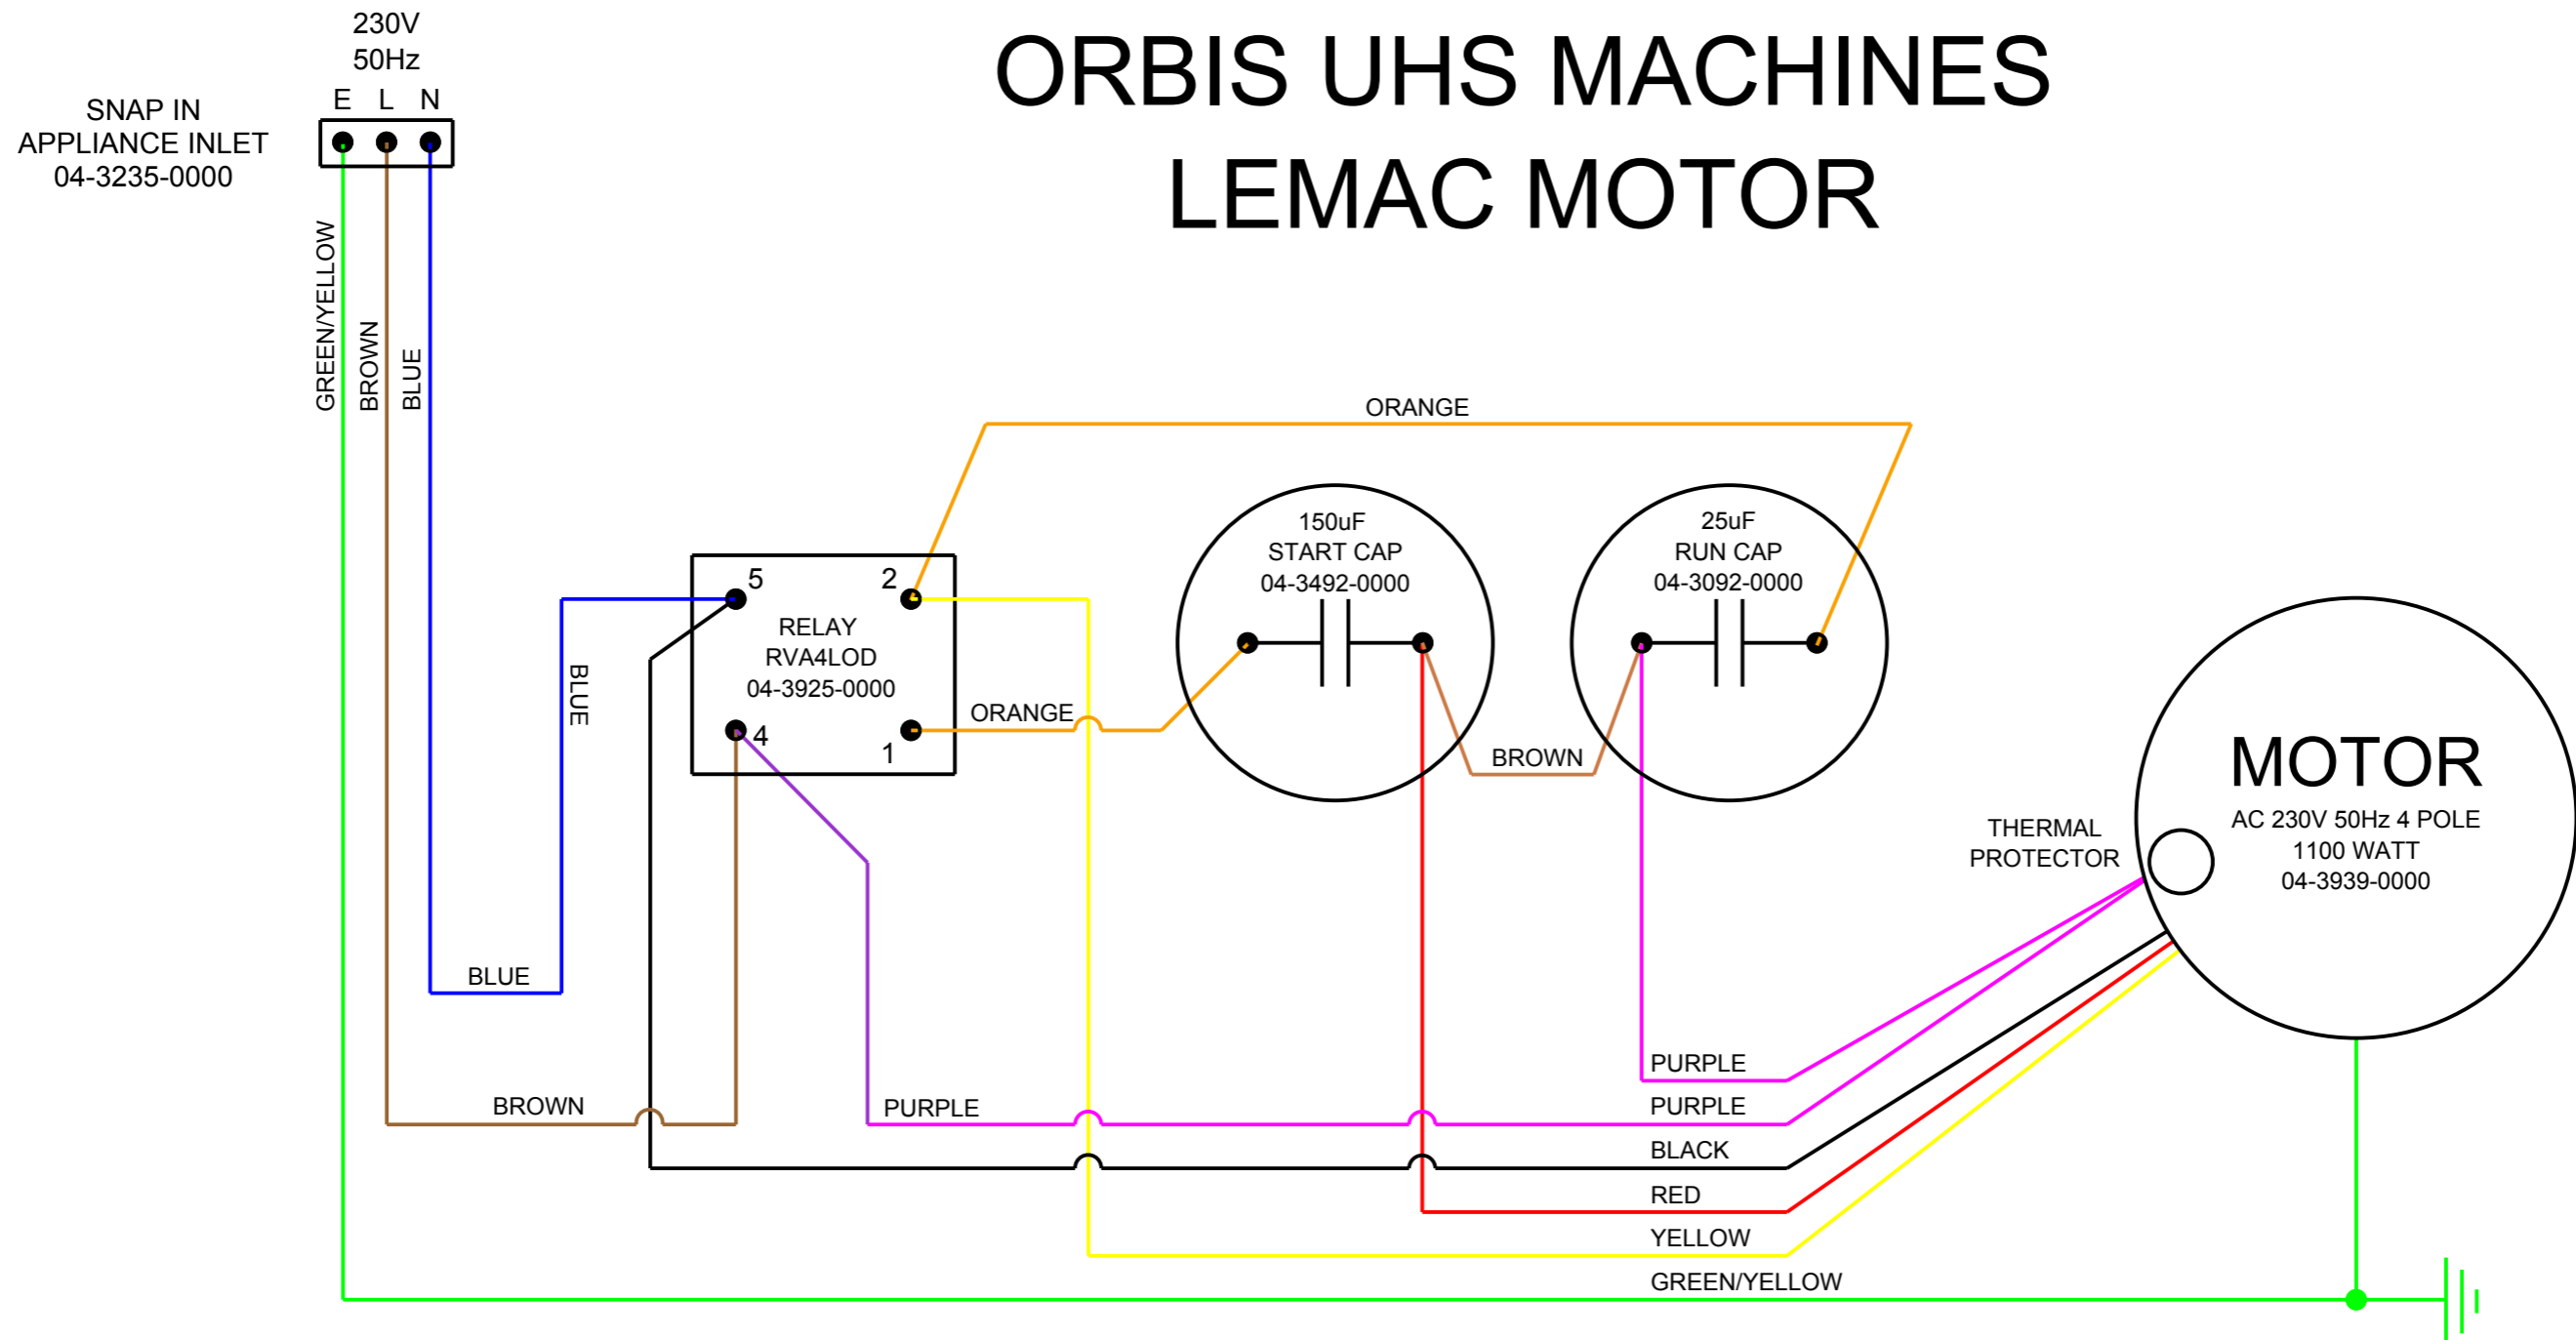 ORBIS UHS MACHINES
LEMAC MOTOR
230V
50Hz
E L N
SNAP IN
APPLIANCE INLET
04-3235-0000
GREEN/YELLOW
BROWN
BLUE
ORANGE
150uF
START CAP
04-3492-0000
25uF
RUN CAP
04-3092-0000
5 2
RELAY
RVA4LOD
04-3925-0000
4 1
BLUE
ORANGE
BROWN
MOTOR
AC 230V 50Hz 4 POLE
1100 WATT
04-3939-0000
THERMAL
PROTECTOR
BLUE
BROWN
PURPLE
PURPLE
PURPLE
BLACK
RED
YELLOW
GREEN/YELLOW